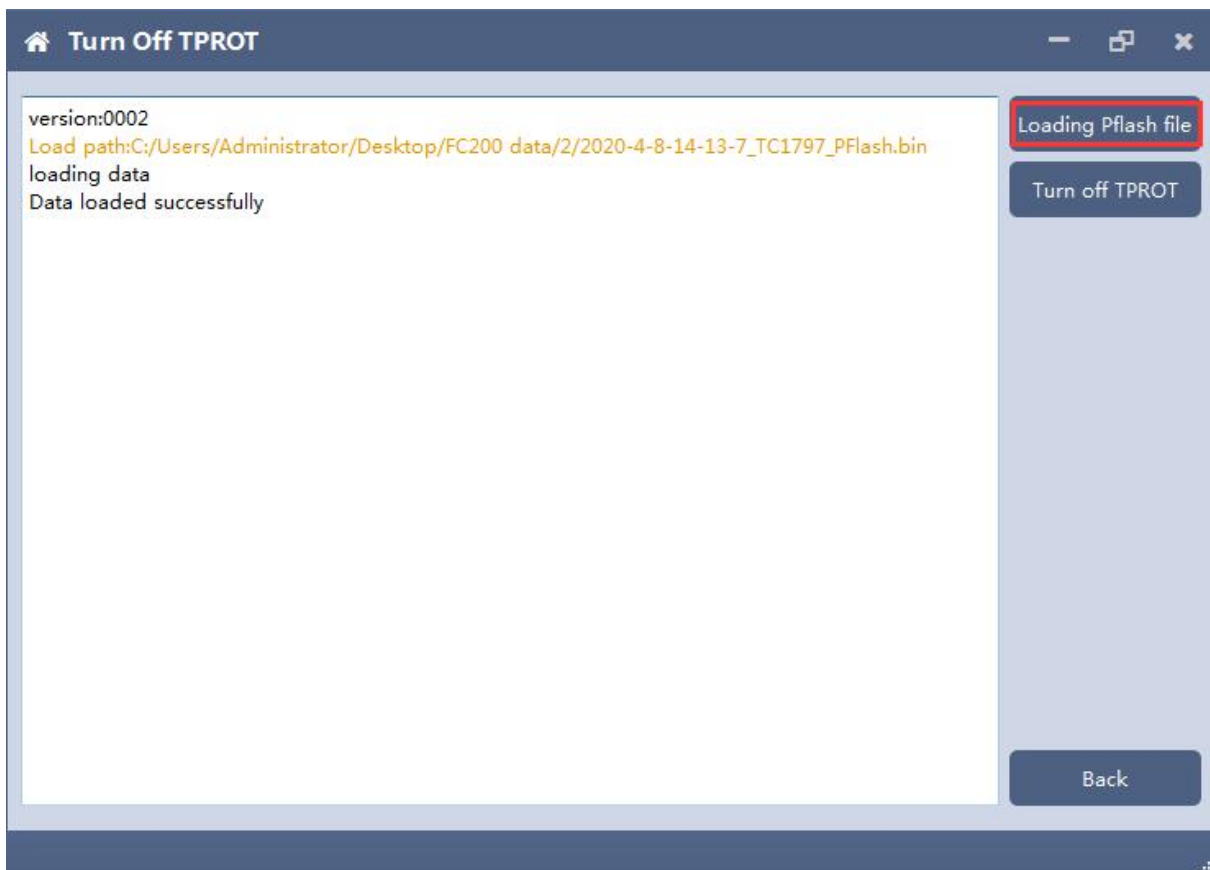 Turn Off TPROT
version:0002
Load path:C:/Users/Administrator/Desktop/FC200 data/2/2020-4-8-14-13-7_TC1797_PFlash.bin
loading data
Data loaded successfully
Loading Pflash file
Turn off TPROT
Back